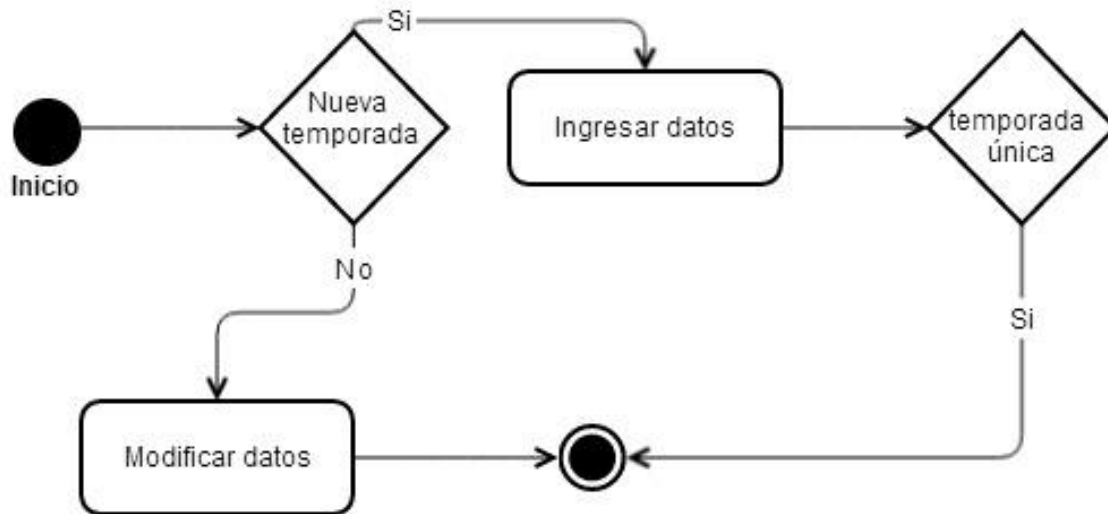 Si
Nueva
temporada
Ingresar datos
temporada
única
Inicio
No
Si
Modificar datos